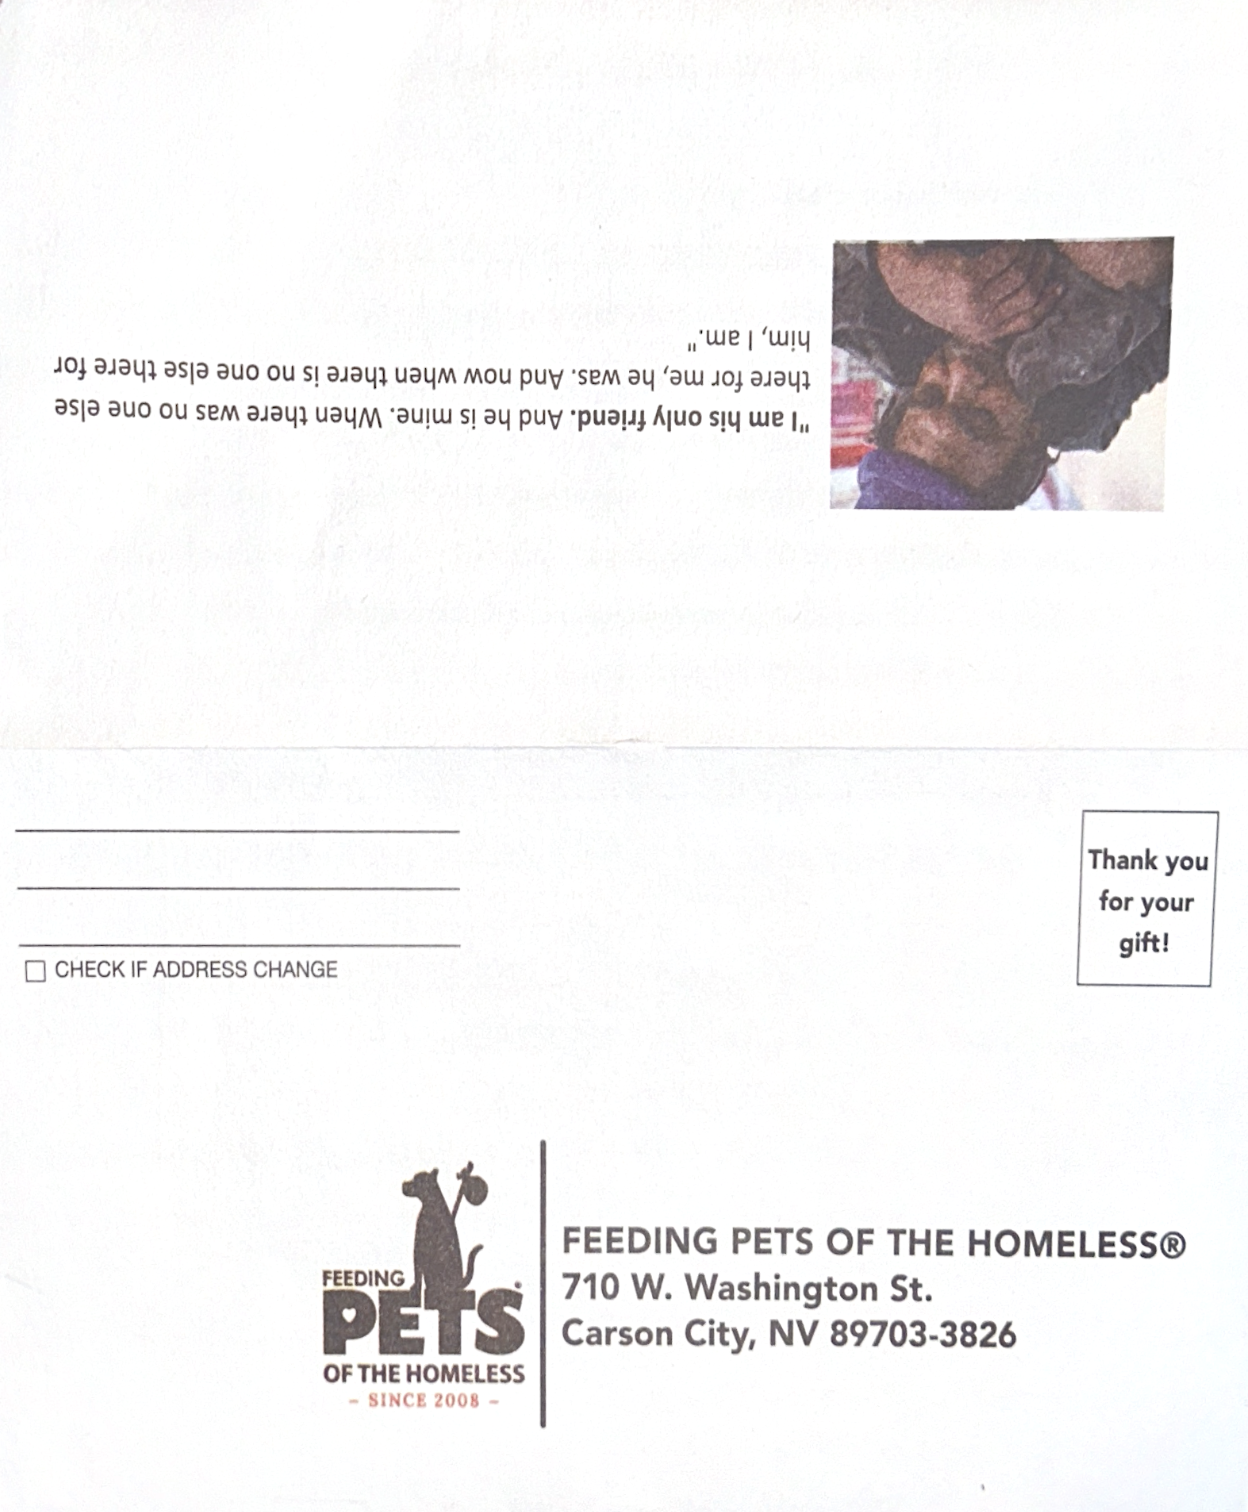 "I am his only friend. And he is mine. When there was no one else
there for me, he was. And now when there is no one else there for
him, I am."
Thank you
for your
gift!
☐ CHECK IF ADDRESS CHANGE
FEEDING
PETS
OF THE HOMELESS
- SINCE 2008 -
FEEDING PETS OF THE HOMELESS®
710 W. Washington St.
Carson City, NV 89703-3826